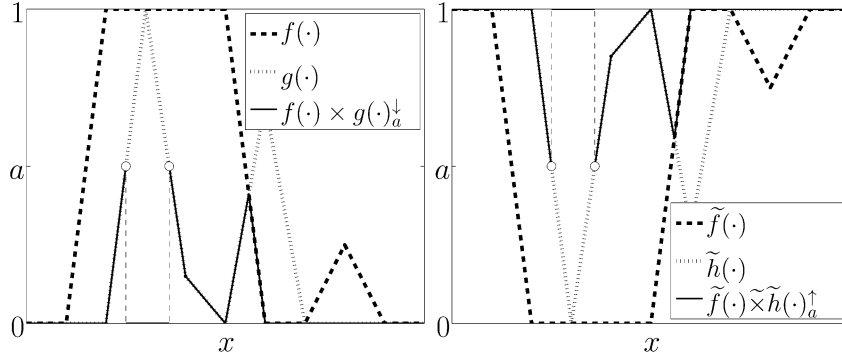 1
f(·)
g(·)
f(·) × g(·)↓a
a
0
x
1
a
f̃(·)
h̃(·)
f̃(·)×̃h̃(·)↑a
0
x